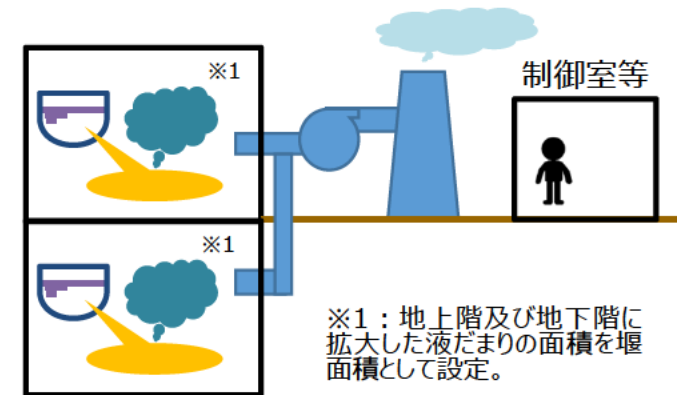 ※1
制御室等
※1
※1：地上階及び地下階に
拡大した液だまりの面積を堰
面積として設定。